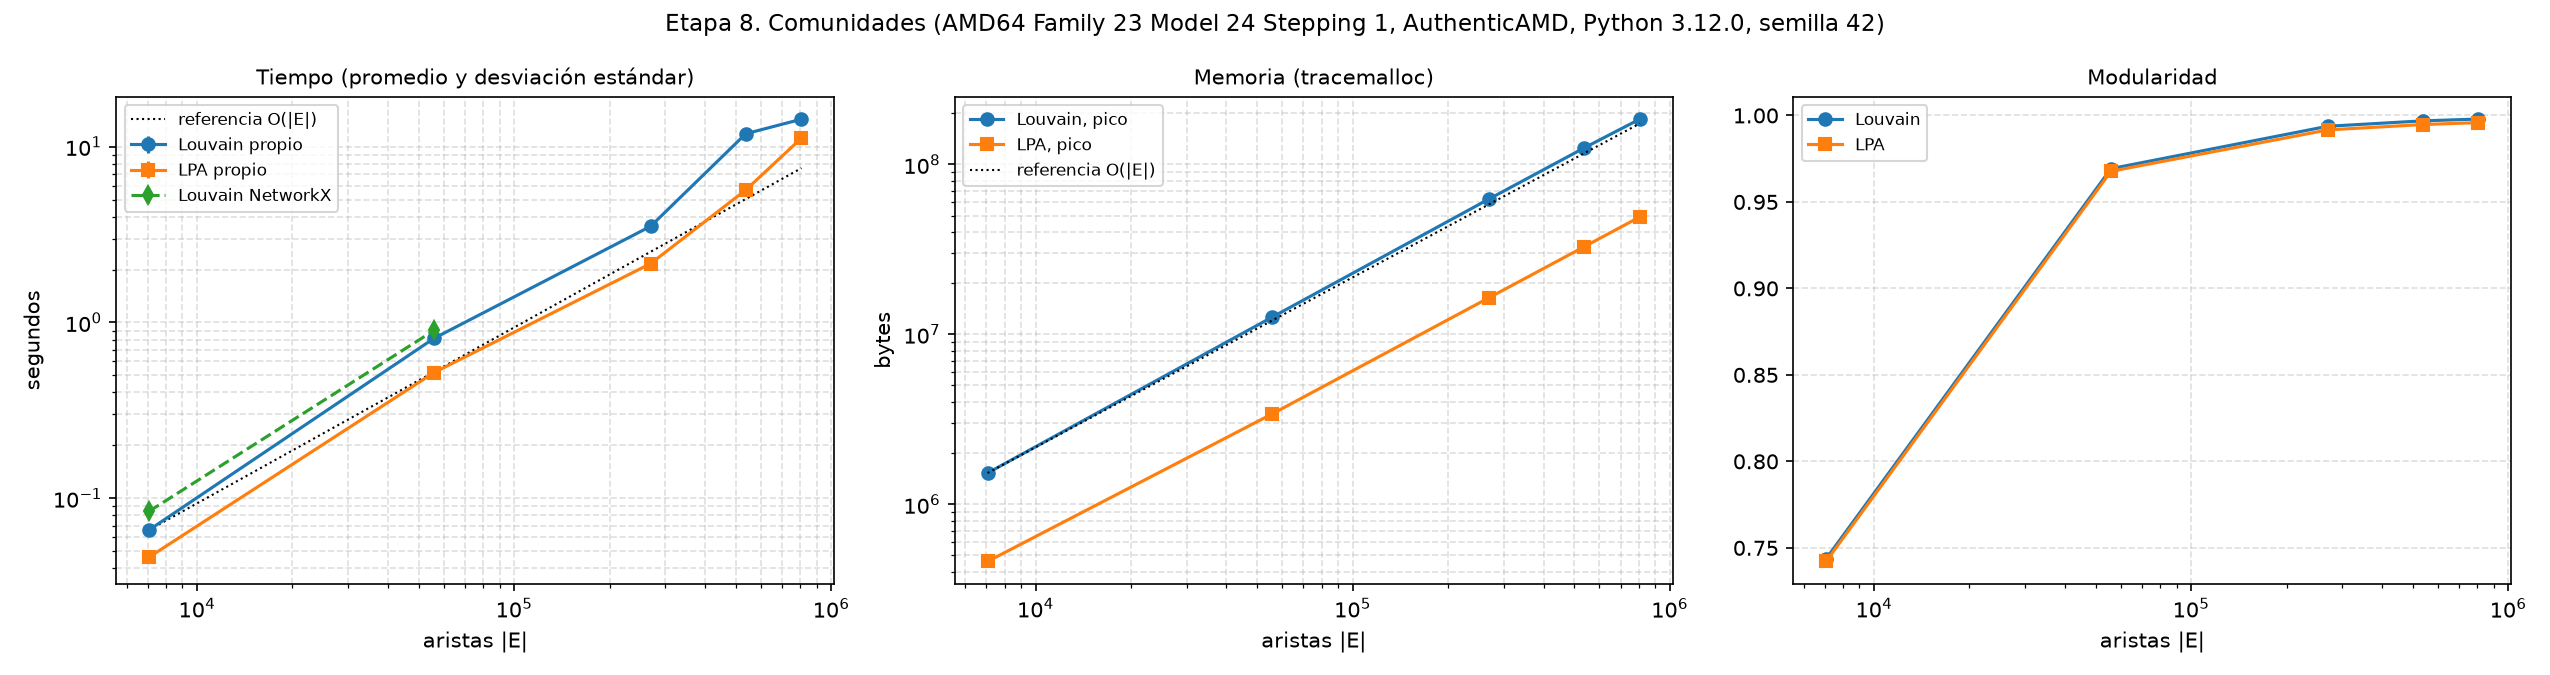 Etapa 8. Comunidades (AMD64 Family 23 Model 24 Stepping 1, AuthenticAMD, Python 3.12.0, semilla 42)
Tiempo (promedio y desviación estándar)
referencia O(|E|)
Louvain propio
LPA propio
Louvain NetworkX
segundos
10¹
10⁰
10⁻¹
10⁴
10⁵
10⁶
aristas |E|
Memoria (tracemalloc)
Louvain, pico
LPA, pico
referencia O(|E|)
bytes
10⁸
10⁷
10⁶
10⁴
10⁵
10⁶
aristas |E|
Modularidad
Louvain
LPA
1.00
0.95
0.90
0.85
0.80
0.75
10⁴
10⁵
10⁶
aristas |E|